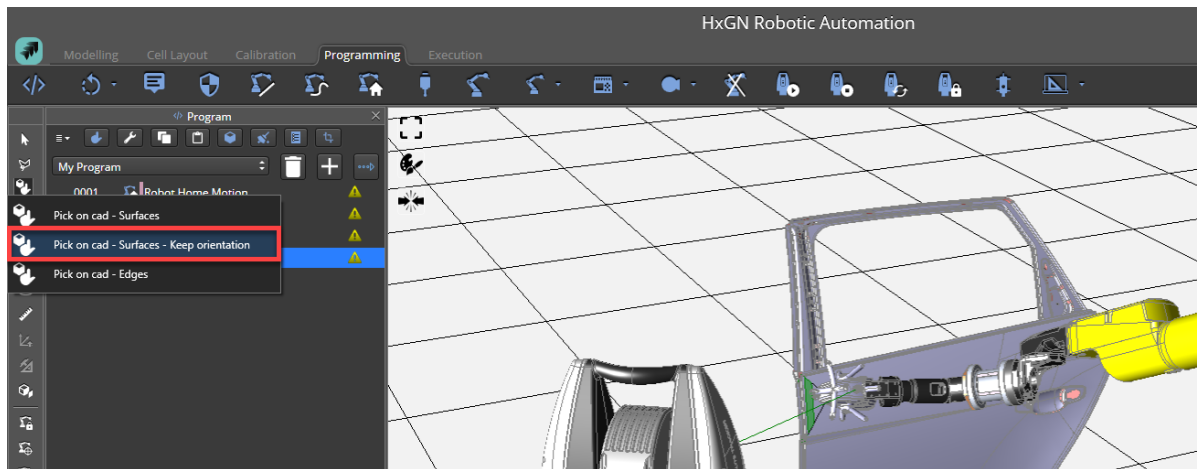 HxGN Robotic Automation
Modelling Cell Layout Calibration Programming Execution
Program
My Program
0001 Robot Home Motion
Pick on cad - Surfaces
Pick on cad - Surfaces - Keep orientation
Pick on cad - Edges